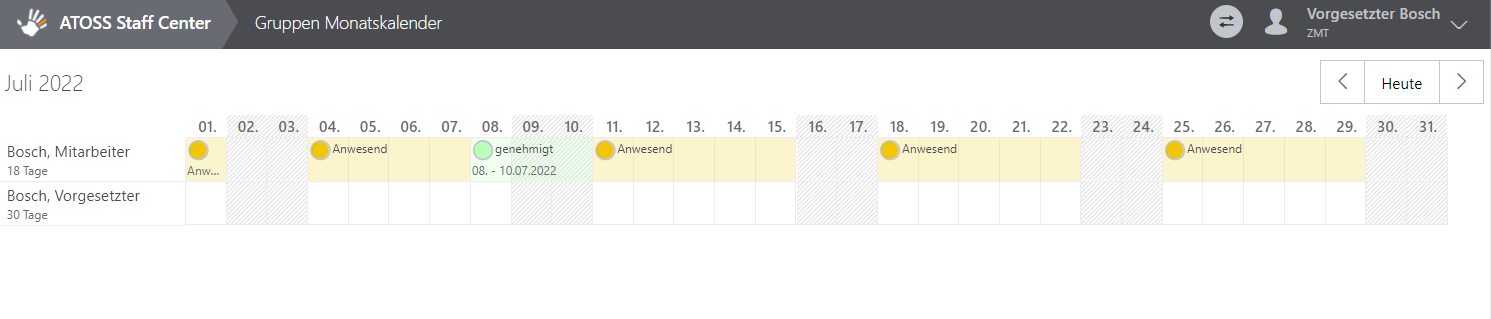 ATOSS Staff Center
Gruppen Monatskalender
Vorgesetzter Bosch
ZMT
Juli 2022
Heute
01. 02. 03. 04. 05. 06. 07. 08. 09. 10. 11. 12. 13. 14. 15. 16. 17. 18. 19. 20. 21. 22. 23. 24. 25. 26. 27. 28. 29. 30. 31.
Bosch, Mitarbeiter
18 Tage
Anw...
Anwesend
genehmigt
08. - 10.07.2022
Anwesend
Anwesend
Anwesend
Bosch, Vorgesetzter
30 Tage